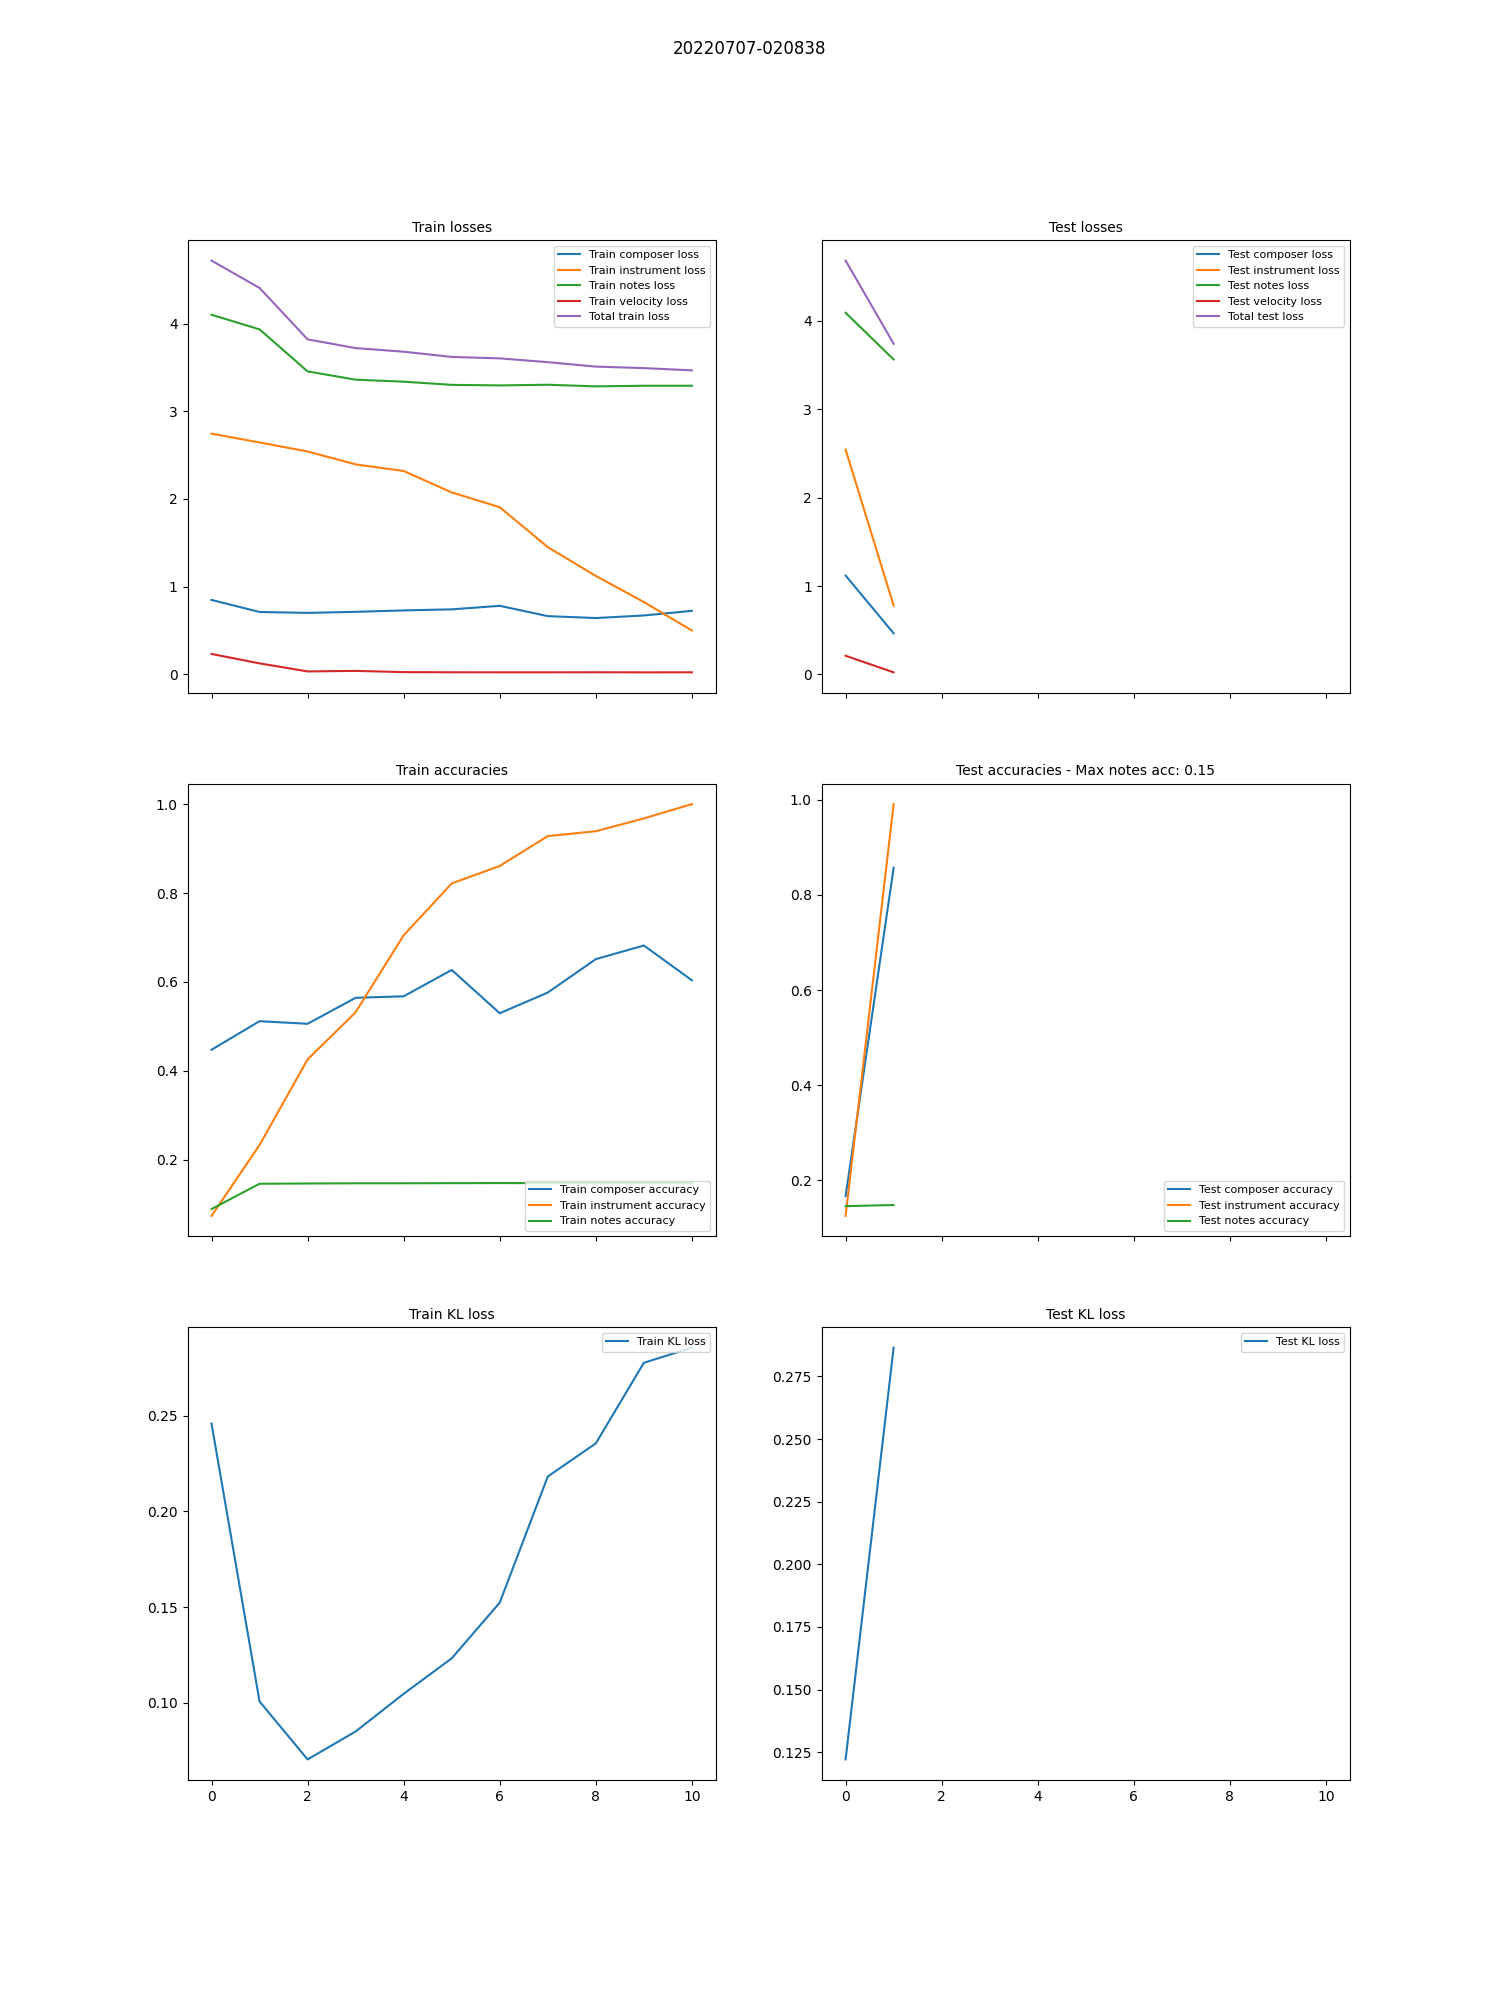 20220707-020838
Train losses
Train composer loss
Train instrument loss
Train notes loss
Train velocity loss
Total train loss
4
3
2
1
0
Test losses
Test composer loss
Test instrument loss
Test notes loss
Test velocity loss
Total test loss
4
3
2
1
0
Train accuracies
1.0
0.8
0.6
0.4
0.2
Train composer accuracy
Train instrument accuracy
Train notes accuracy
Test accuracies - Max notes acc: 0.15
1.0
0.8
0.6
0.4
0.2
Test composer accuracy
Test instrument accuracy
Test notes accuracy
Train KL loss
Train KL loss
0.25
0.20
0.15
0.10
0 2 4 6 8 10
Test KL loss
Test KL loss
0.275
0.250
0.225
0.200
0.175
0.150
0.125
0 2 4 6 8 10